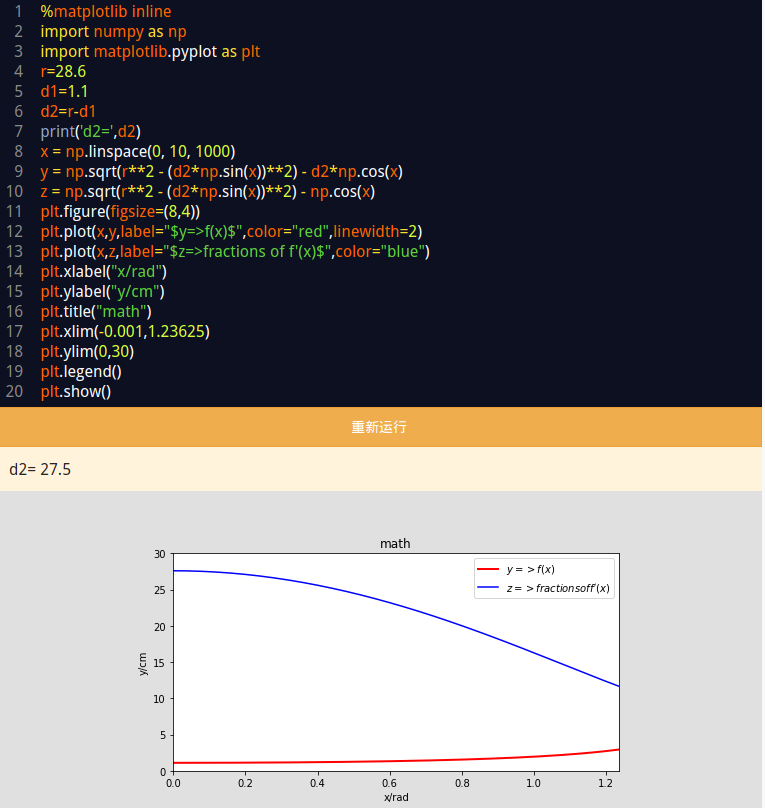 1 %matplotlib inline
2 import numpy as np
3 import matplotlib.pyplot as plt
4 r=28.6
5 d1=1.1
6 d2=r-d1
7 print('d2=',d2)
8 x = np.linspace(0, 10, 1000)
9 y = np.sqrt(r**2 - (d2*np.sin(x))**2) - d2*np.cos(x)
10 z = np.sqrt(r**2 - (d2*np.sin(x))**2) - np.cos(x)
11 plt.figure(figsize=(8,4))
12 plt.plot(x,y,label="$y=>f(x)$",color="red",linewidth=2)
13 plt.plot(x,z,label="$z=>fractions of f'(x)$",color="blue")
14 plt.xlabel("x/rad")
15 plt.ylabel("y/cm")
16 plt.title("math")
17 plt.xlim(-0.001,1.23625)
18 plt.ylim(0,30)
19 plt.legend()
20 plt.show()
重新运行
d2= 27.5
math
30
25
20
15
10
5
0
y/cm
y=>f(x)
z=>fractionsoff'(x)
0.0 0.2 0.4 0.6 0.8 1.0 1.2
x/rad